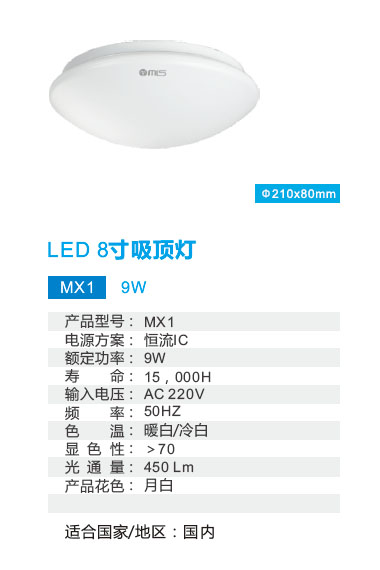 MLS
Φ210x80mm
LED 8寸吸顶灯
MX1 9W
产品型号：MX1
电源方案：恒流IC
额定功率：9W
寿 命：15，000H
输入电压：AC 220V
频 率：50HZ
色 温：暖白/冷白
显 色 性：＞70
光 通 量：450 Lm
产品花色：月白
适合国家/地区：国内